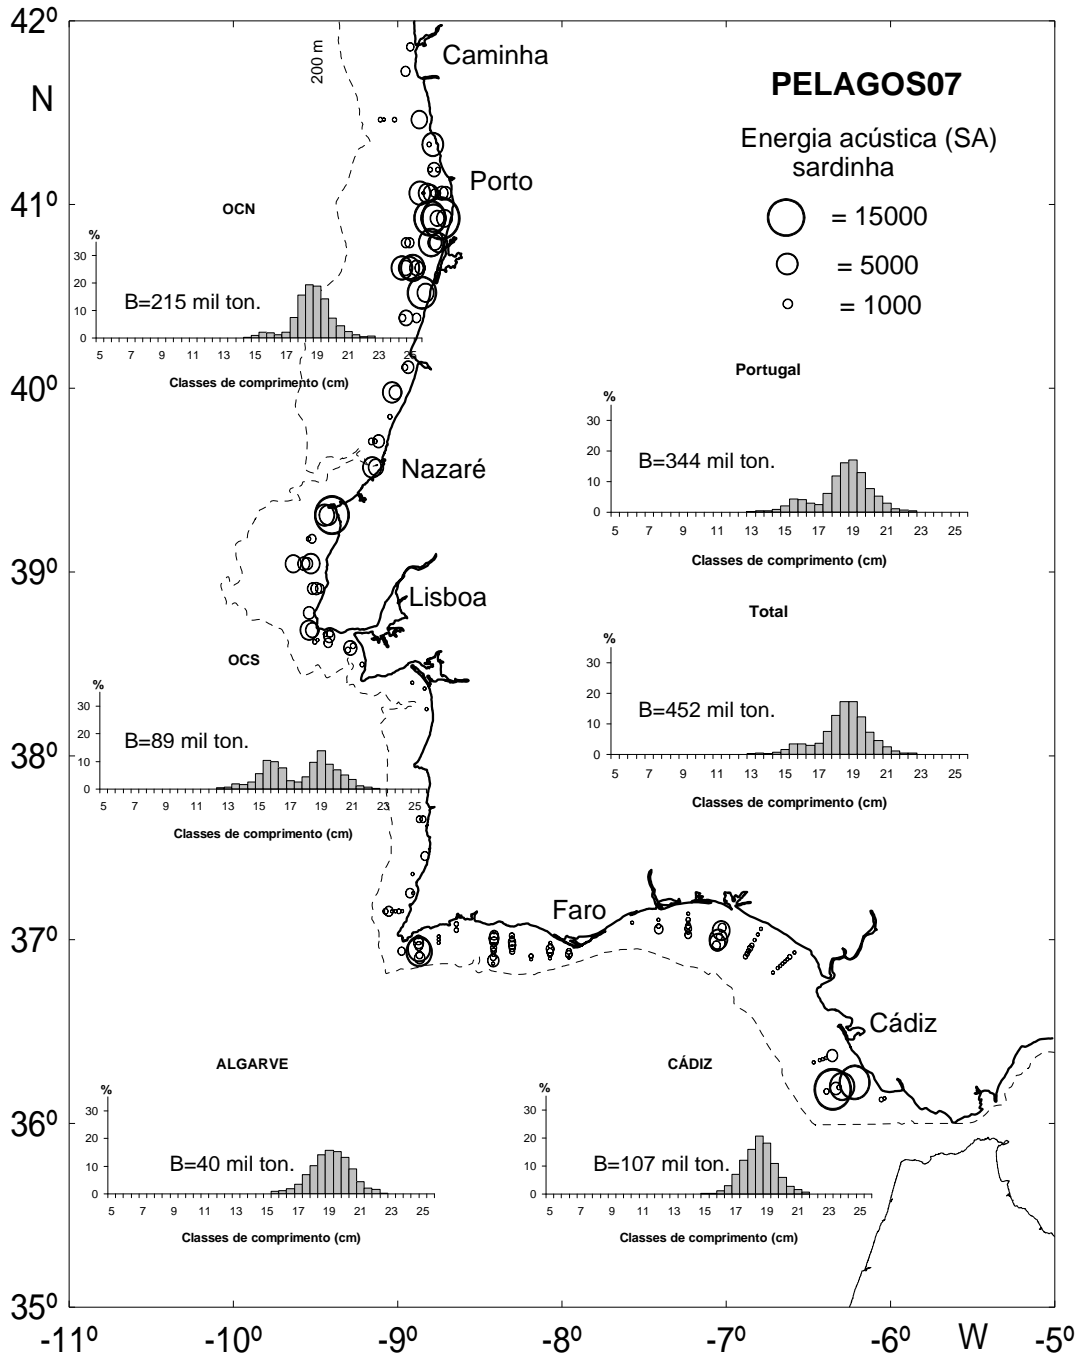 42º
Caminha
200 m
N
PELAGOS07
Energia acústica (SA)
sardinha
= 15000
= 5000
= 1000
Porto
41º
OCN
%
30
20
10
0
B=215 mil ton.
5 7 9 11 13 15 17 19 21 23 25
Classes de comprimento (cm)
40º
Portugal
%
30
20
10
0
B=344 mil ton.
5 7 9 11 13 15 17 19 21 23 25
Classes de comprimento (cm)
Nazaré
39º
Lisboa
Total
%
30
20
10
0
B=452 mil ton.
5 7 9 11 13 15 17 19 21 23 25
Classes de comprimento (cm)
OCS
%
30
20
10
0
B=89 mil ton.
5 7 9 11 13 15 17 19 21 23 25
Classes de comprimento (cm)
38º
Faro
37º
Cádiz
ALGARVE
%
30
20
10
0
B=40 mil ton.
5 7 9 11 13 15 17 19 21 23 25
Classes de comprimento (cm)
CÁDIZ
%
30
20
10
0
B=107 mil ton.
5 7 9 11 13 15 17 19 21 23 25
Classes de comprimento (cm)
36º
35º
-11º -10º -9º -8º -7º -6º W -5º